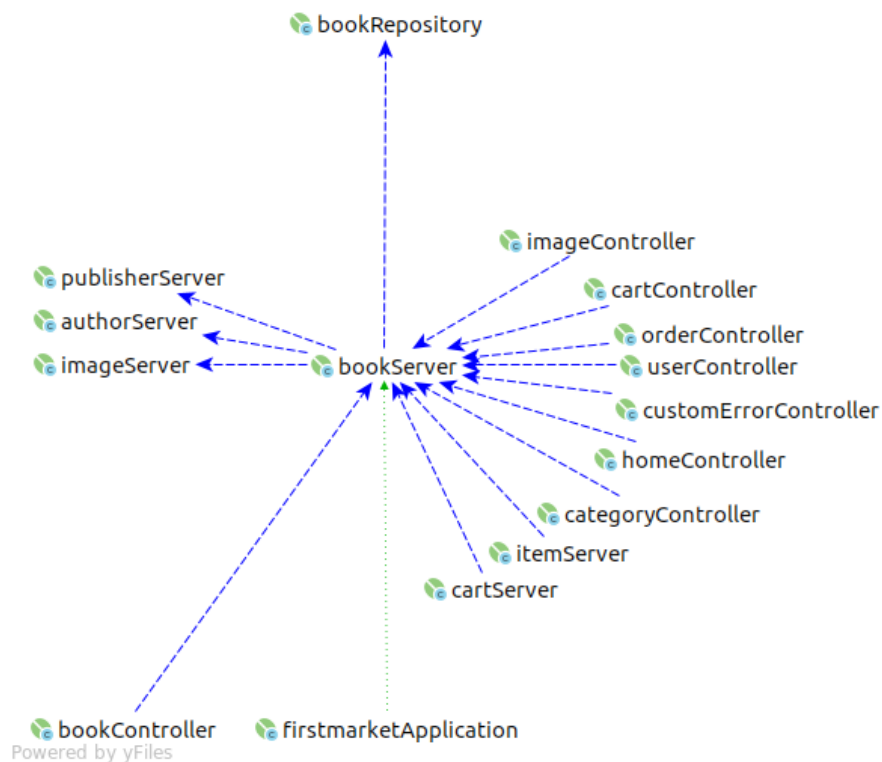 bookRepository
imageController
publisherServer
cartController
authorServer
orderController
imageServer
bookServer
userController
customErrorController
homeController
categoryController
itemServer
cartServer
bookController
firstmarketApplication
Powered by yFiles